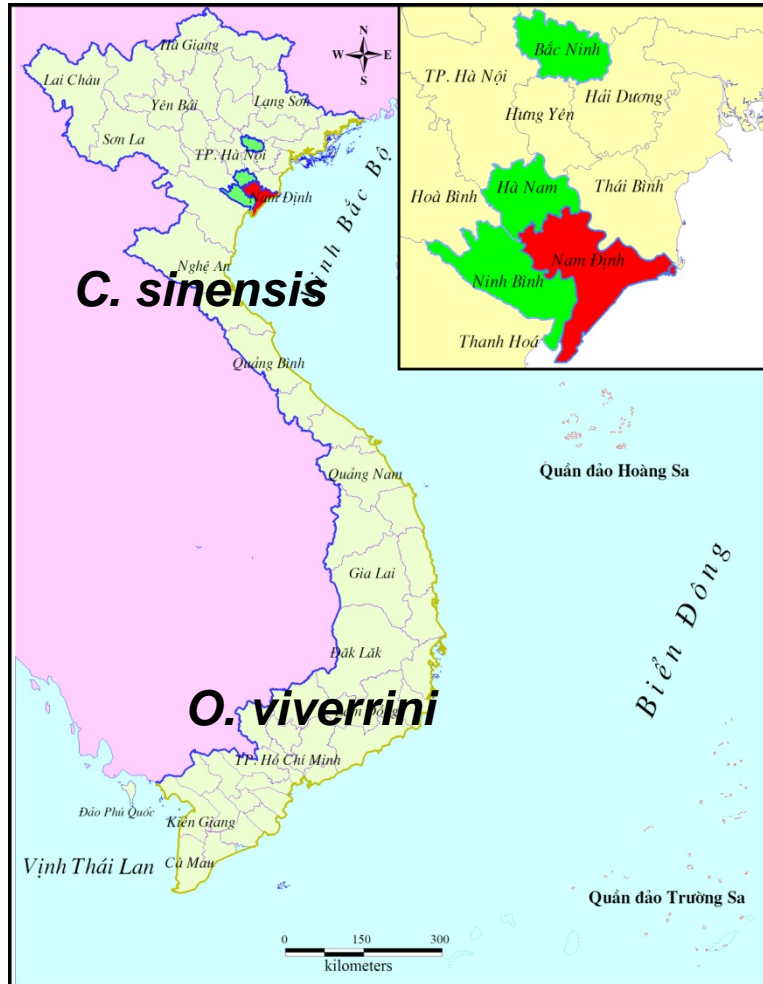 N
W E
S
Hà Giang
Lai Châu
Yên Bái
Lạng Sơn
Sơn La
TP. Hà Nội
Nam Định
Nghệ An
Bắc Bộ
C. sinensis
Quảng Bình
Quảng Nam
Gia Lai
Đăk Lăk
O. viverrini
TP. Hồ Chí Minh
Đảo Phú Quốc
Kiên Giang
Vịnh Thái Lan
Cà Mau
Bắc Ninh
TP. Hà Nội
Hải Dương
Hưng Yên
Hà Nam
Thái Bình
Hoà Bình
Nam Định
Ninh Bình
Thanh Hoá
Quần đảo Hoàng Sa
Biển Đông
Quần đảo Trường Sa
0 150 300
kilometers